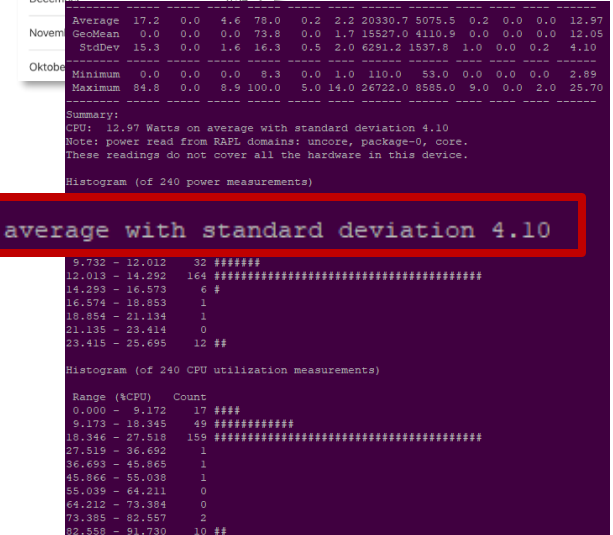 Novem
Oktobe
------- ----- ----- ----- ----- ----- ---- ------- ------ ---- ---- ---- ------
Average 17.2 0.0 4.6 78.0 0.2 2.2 20330.7 5075.5 0.2 0.0 0.0 12.97
GeoMean 0.0 0.0 0.0 73.8 0.0 1.7 15527.0 4110.9 0.0 0.0 0.0 12.05
StdDev 15.3 0.0 1.6 16.3 0.5 2.0 6291.2 1537.8 1.0 0.0 0.2 4.10
-------- ----- ----- ----- ----- ----- ---- ------- ------ ---- ---- ---- ------
Minimum 0.0 0.0 0.0 8.3 0.0 1.0 110.0 53.0 0.0 0.0 0.0 2.89
Maximum 84.8 0.0 8.9 100.0 5.0 14.0 26722.0 8585.0 9.0 0.0 2.0 25.70
-------- ----- ----- ----- ----- ----- ---- ------- ------ ---- ---- ---- ------
Summary:
CPU: 12.97 Watts on average with standard deviation 4.10
Note: power read from RAPL domains: uncore, package-0, core.
These readings do not cover all the hardware in this device.
Histogram (of 240 power measurements)
average with standard deviation 4.10
9.732 - 12.012 32 #######
12.013 - 14.292 164 ########################################
14.293 - 16.573 6 #
16.574 - 18.853 1
18.854 - 21.134 1
21.135 - 23.414 0
23.415 - 25.695 12 ##
Histogram (of 240 CPU utilization measurements)
Range (%CPU) Count
0.000 - 9.172 17 ####
9.173 - 18.345 49 ############
18.346 - 27.518 159 ########################################
27.519 - 36.692 1
36.693 - 45.865 1
45.866 - 55.038 1
55.039 - 64.211 0
64.212 - 73.384 0
73.385 - 82.557 2
82.558 - 91.730 10 ##